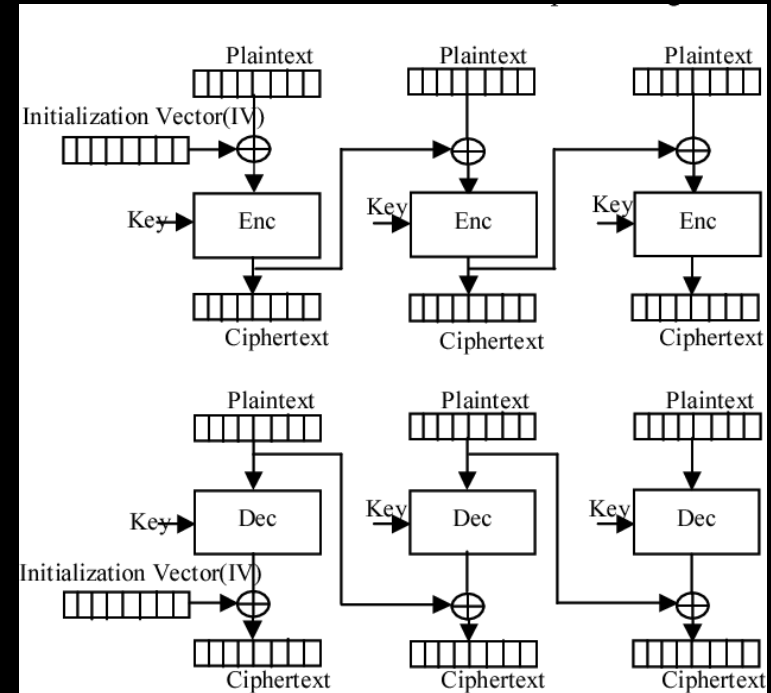 Plaintext Plaintext Plaintext
Initialization Vector(IV)
Key Enc Key Enc Key Enc
Ciphertext Ciphertext Ciphertext
Plaintext Plaintext Plaintext
Key Dec Key Dec Key Dec
Initialization Vector(IV)
Ciphertext Ciphertext Ciphertext